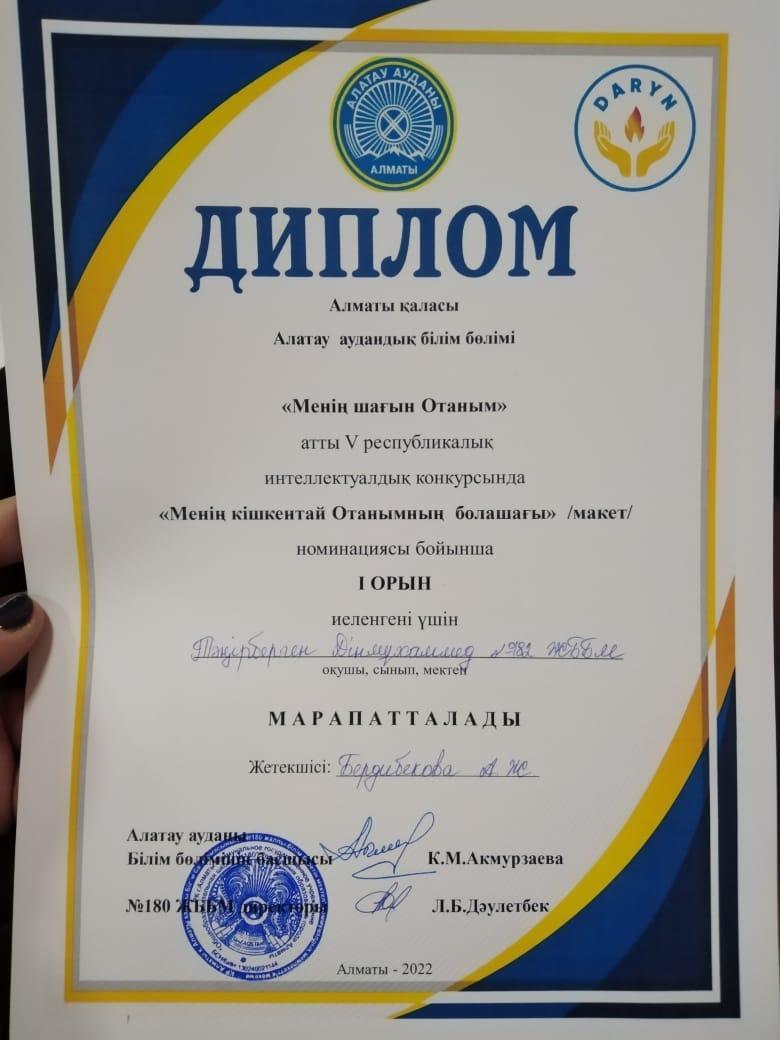 АЛАТАУ АУДАНЫ
АЛМАТЫ
DARYN
ДИПЛОМ
Алматы қаласы
Алатау аудандық білім бөлімі
«Менің шағын Отаным»
атты V республикалық
интеллектуалдық конкурсында
«Менің кішкентай Отанымның болашағы» /макет/
номинациясы бойынша
I ОРЫН
иеленгені үшін
Тәңірберген Дінмухаммед №182 ЖББМ
оқушы, сынып, мектеп
МАРАПАТТАЛАДЫ
Жетекшісі: Бердибекова А Ж
Алатау ауданы
Білім бөлімінің басшысы К.М.Акмурзаева
№180 ЖББМ директоры Л.Б.Дәулетбек
Алматы - 2022